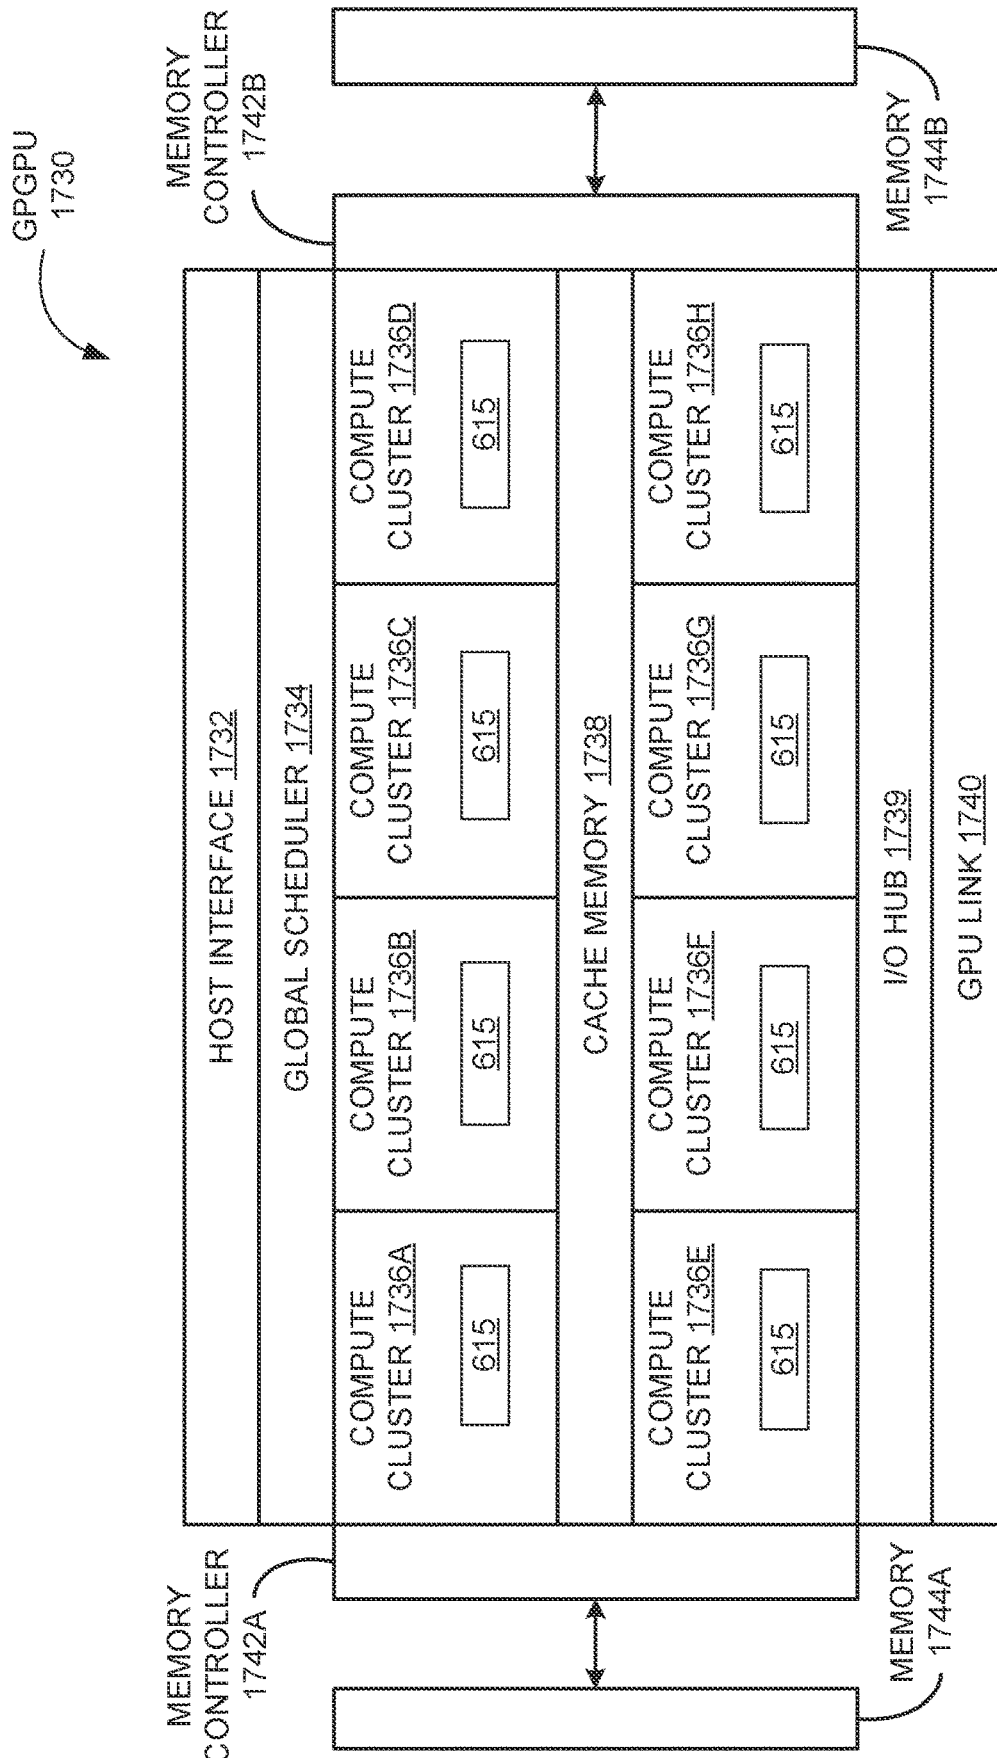 GPGPU
1730
MEMORY
CONTROLLER
1742A
MEMORY
CONTROLLER
1742B
HOST INTERFACE 1732
GLOBAL SCHEDULER 1734
COMPUTE
CLUSTER 1736A
615
COMPUTE
CLUSTER 1736B
615
COMPUTE
CLUSTER 1736C
615
COMPUTE
CLUSTER 1736D
615
CACHE MEMORY 1738
COMPUTE
CLUSTER 1736E
615
COMPUTE
CLUSTER 1736F
615
COMPUTE
CLUSTER 1736G
615
COMPUTE
CLUSTER 1736H
615
I/O HUB 1739
GPU LINK 1740
MEMORY
1744A
MEMORY
1744B